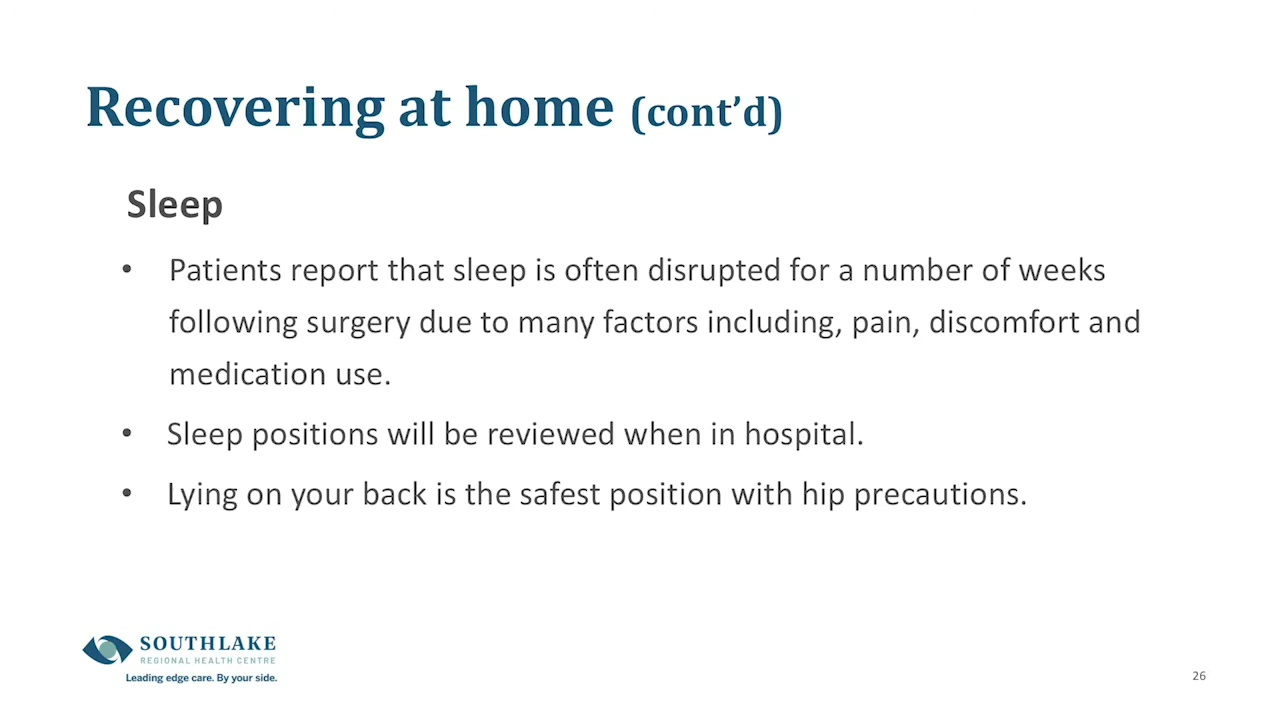 Recovering at home (cont’d)
Sleep
• Patients report that sleep is often disrupted for a number of weeks
following surgery due to many factors including, pain, discomfort and
medication use.
• Sleep positions will be reviewed when in hospital.
• Lying on your back is the safest position with hip precautions.
SOUTHLAKE
REGIONAL HEALTH CENTRE
Leading edge care. By your side.
26